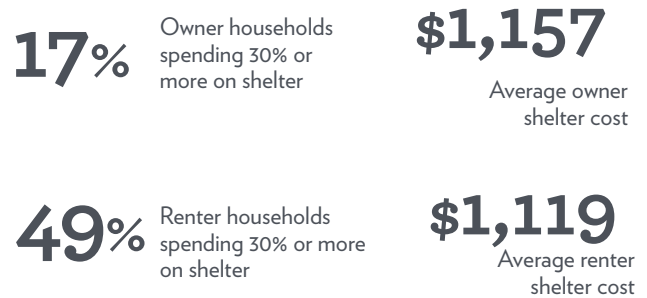 17%
Owner households
spending 30% or
more on shelter
$1,157
Average owner
shelter cost
49%
Renter households
spending 30% or more
on shelter
$1,119
Average renter
shelter cost